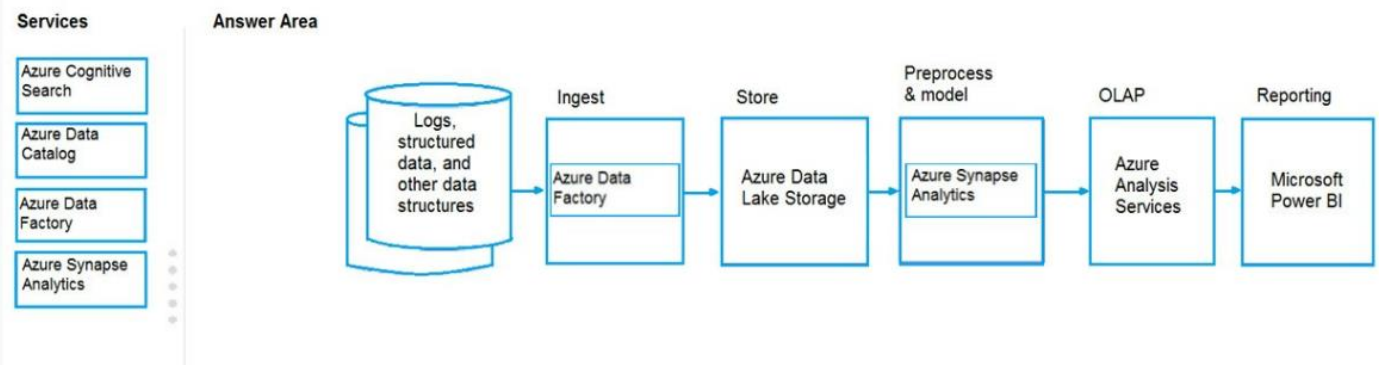 Services
Answer Area
Azure Cognitive
Search
Azure Data
Catalog
Azure Data
Factory
Azure Synapse
Analytics
Logs,
structured
data, and
other data
structures
Ingest
Azure Data
Factory
Store
Azure Data
Lake Storage
Preprocess
& model
Azure Synapse
Analytics
OLAP
Azure
Analysis
Services
Reporting
Microsoft
Power BI